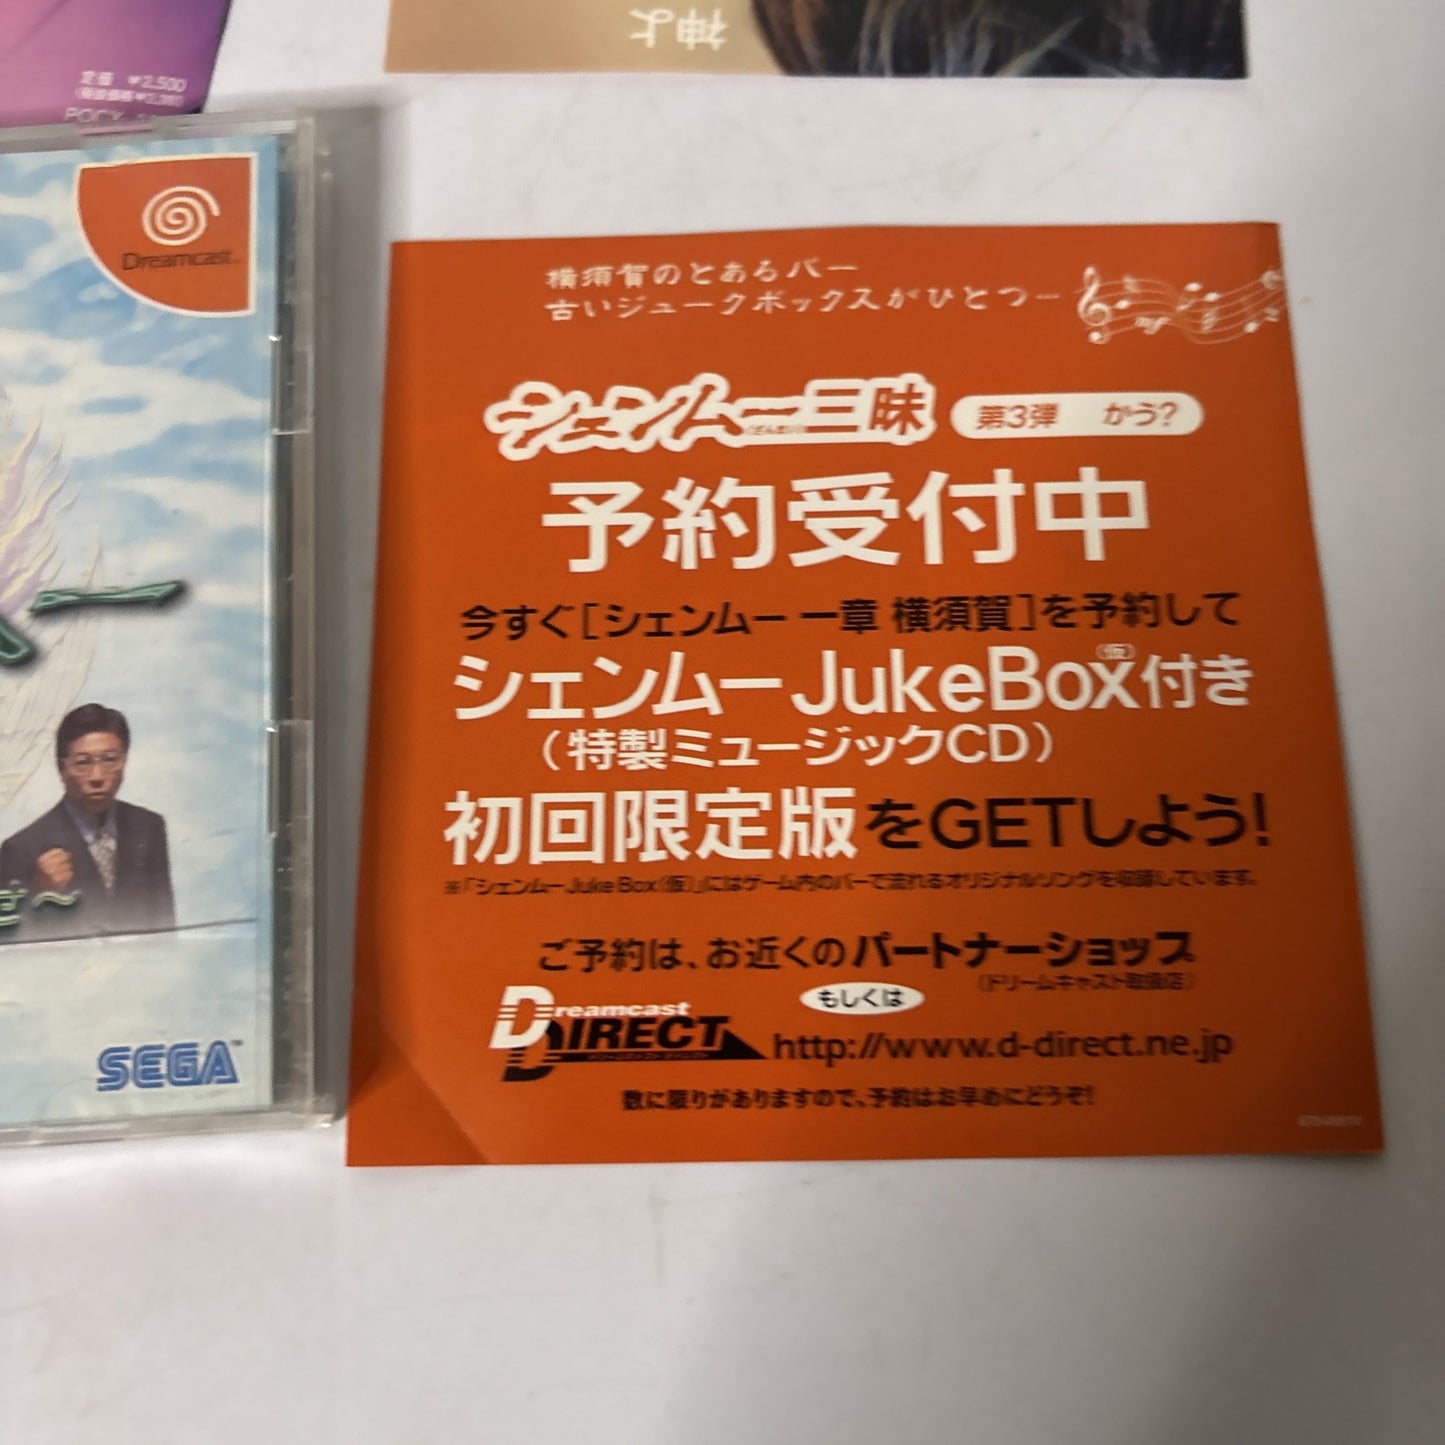 神よ
定価 ¥2,500
Dreamcast
SEGA
横須賀のとあるバー
古いジュークボックスがひとつ…
シェンムー三昧 第3弾 かう?
予約受付中
今すぐ[シェンムー 一章 横須賀]を予約して
シェンムーJukeBox(仮)付き
(特製ミュージックCD)
初回限定版をGETしよう!
※「シェンムー Juke Box(仮)」にはゲーム内のバーで流れるオリジナルソングを収録しています。
ご予約は、お近くのパートナーショップ
(ドリームキャスト取扱店)
もしくは
Dreamcast DIRECT http://www.d-direct.ne.jp
数に限りがありますので、予約はお早めにどうぞ!